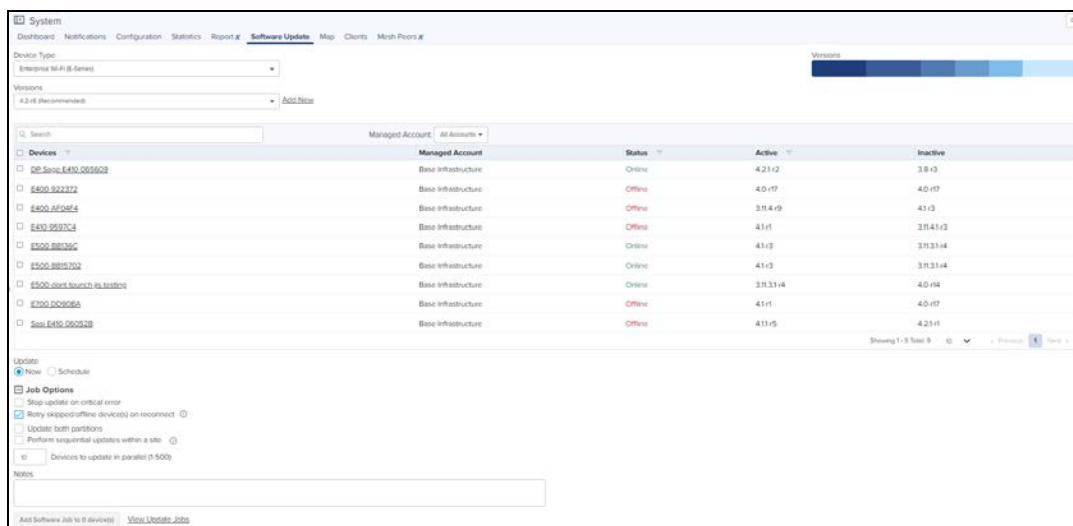 System
Dashboard Notifications Configuration Statistics Report X Software Update Map Clients Mesh Peers X
Device Type
Versions
Enterprise Wi-Fi (E-Series)
Versions
4.2-r6 (Recommended) Add New
Search Managed Account: All Accounts
Devices Managed Account Status Active Inactive
DP Sage E410 065609 Base Infrastructure Online 4.2.1-r2 3.8-r3
E400 922372 Base Infrastructure Offline 4.0-r17 4.0-r17
E400 AF04F4 Base Infrastructure Offline 3.11.4-r9 4.1-r3
E410 9597C4 Base Infrastructure Offline 4.1-r1 3.11.4.1-r3
E500 BB136C Base Infrastructure Online 4.1-r3 3.11.3.1-r4
E500 BB15702 Base Infrastructure Online 4.1-r3 3.11.3.1-r4
E500 dont tounch jis testing Base Infrastructure Online 3.11.3.1-r4 4.0-r14
E700 DD90BA Base Infrastructure Offline 4.1-r1 4.0-r17
Sasi E410 06052B Base Infrastructure Offline 4.1.1-r5 4.2.1-r1
Showing 1 - 9 Total: 9 10 < Previous 1 Next >
Update
Now Schedule
Job Options
Stop update on critical error
Retry skipped/offline device(s) on reconnect
Update both partitions
Perform sequential updates within a site
10 Devices to update in parallel (1-500)
Notes
Add Software Job to 0 device(s) View Update Jobs